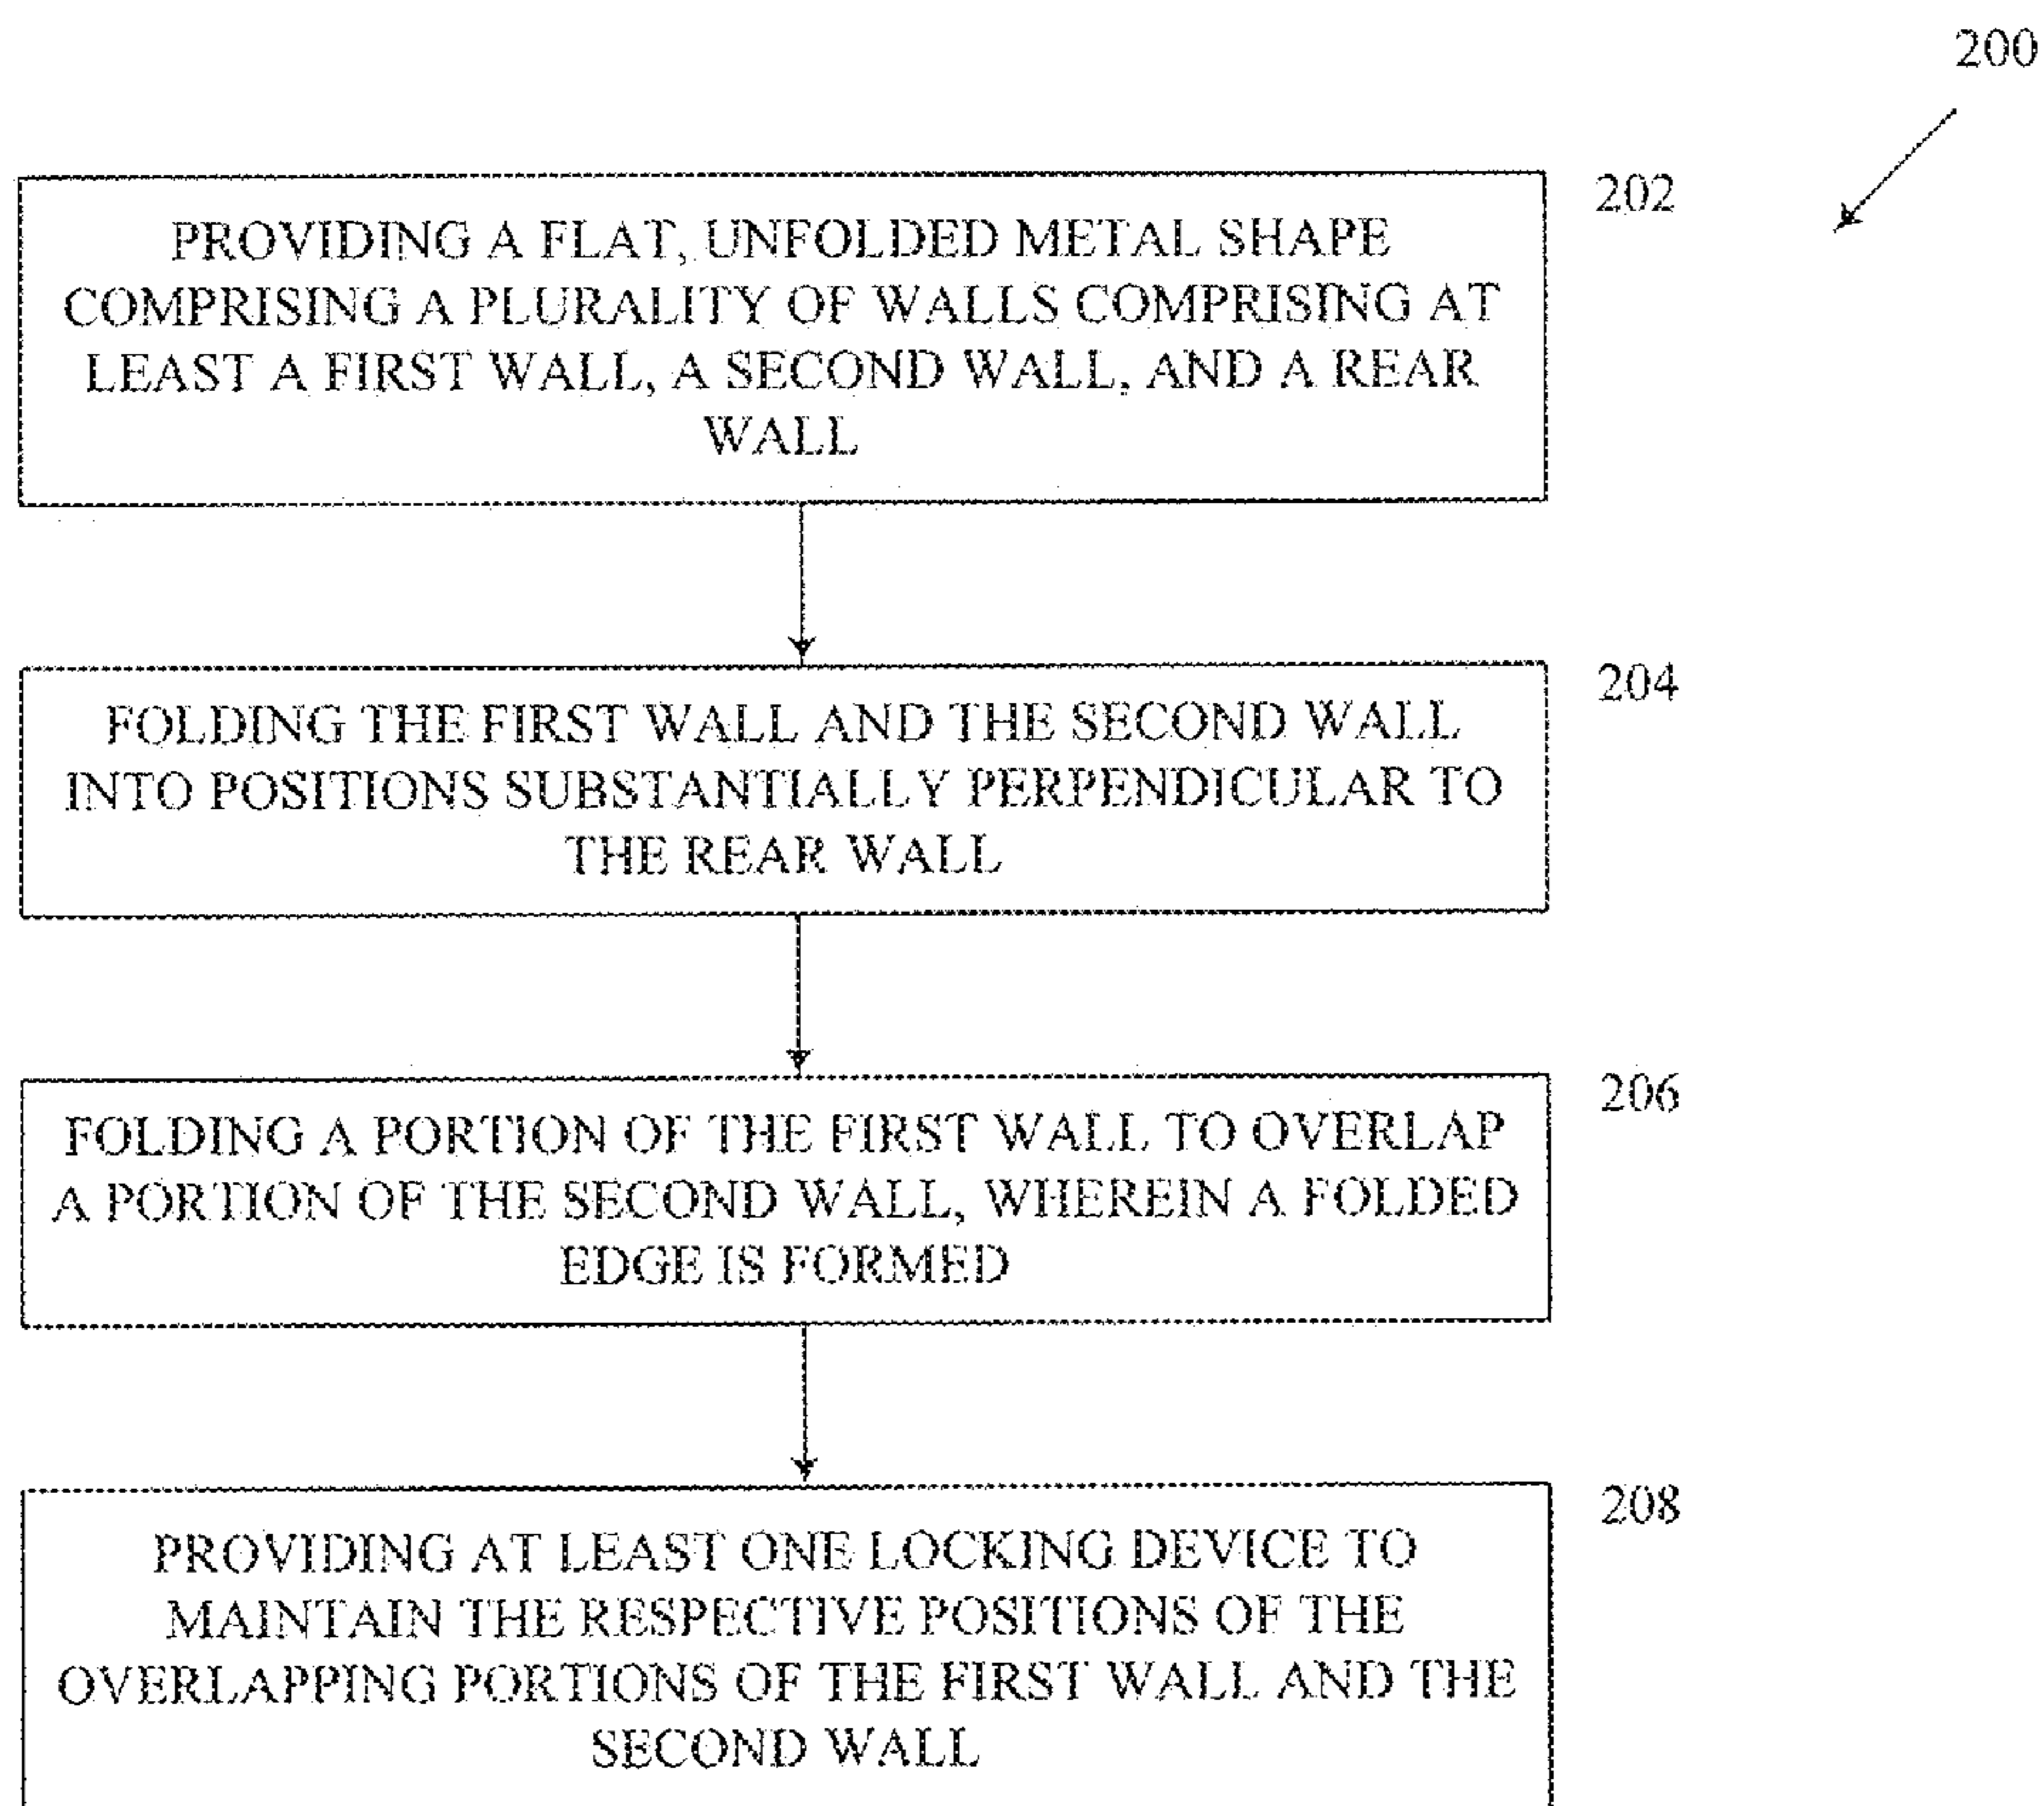 200
202
PROVIDING A FLAT, UNFOLDED METAL SHAPE
COMPRISING A PLURALITY OF WALLS COMPRISING AT
LEAST A FIRST WALL, A SECOND WALL, AND A REAR
WALL
204
FOLDING THE FIRST WALL AND THE SECOND WALL
INTO POSITIONS SUBSTANTIALLY PERPENDICULAR TO
THE REAR WALL
206
FOLDING A PORTION OF THE FIRST WALL TO OVERLAP
A PORTION OF THE SECOND WALL, WHEREIN A FOLDED
EDGE IS FORMED
208
PROVIDING AT LEAST ONE LOCKING DEVICE TO
MAINTAIN THE RESPECTIVE POSITIONS OF THE
OVERLAPPING PORTIONS OF THE FIRST WALL AND THE
SECOND WALL